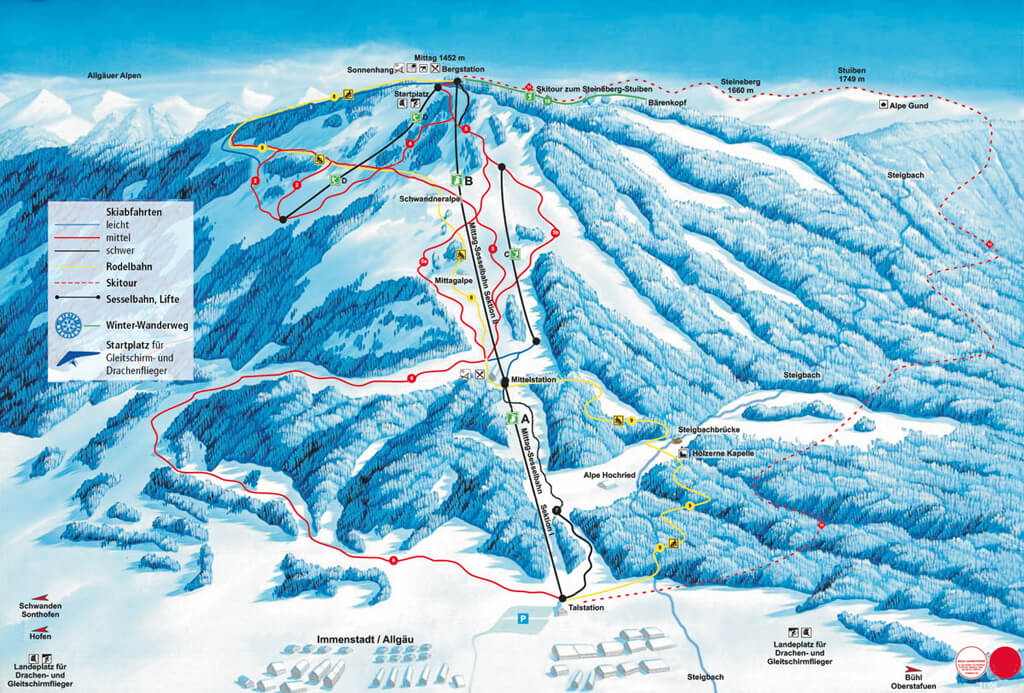 Mittag 1452 m
Bergstation
Sonnenhang
Allgäuer Alpen
Startplatz
Skitour zum Steineberg-Stuiben
Bärenkopf
Steineberg
1660 m
Stuiben
1749 m
Alpe Gund
Steigbach
D
D
B
Schwandneralpe
C
Mittag-Sesselbahn Sektion II
Mittagalpe
Skiabfahrten
leicht
mittel
schwer
Rodelbahn
Skitour
Sesselbahn, Lifte
Winter-Wanderweg
Startplatz für
Gleitschirm- und
Drachenflieger
Mittelstation
Steigbach
A
Mittag-Sesselbahn Sektion I
Steigbachbrücke
Hölzerne Kapelle
Alpe Hochried
Talstation
P
Schwanden
Sonthofen
Hofen
Landeplatz für
Drachen- und
Gleitschirmflieger
Immenstadt / Allgäu
Steigbach
Landeplatz für
Drachen- und
Gleitschirmflieger
Bühl
Oberstaufen